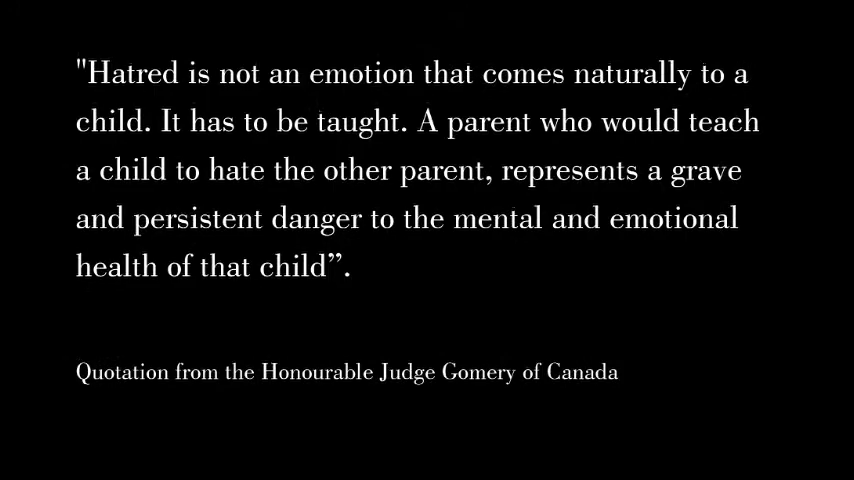 "Hatred is not an emotion that comes naturally to a
child. It has to be taught. A parent who would teach
a child to hate the other parent, represents a grave
and persistent danger to the mental and emotional
health of that child”.
Quotation from the Honourable Judge Gomery of Canada